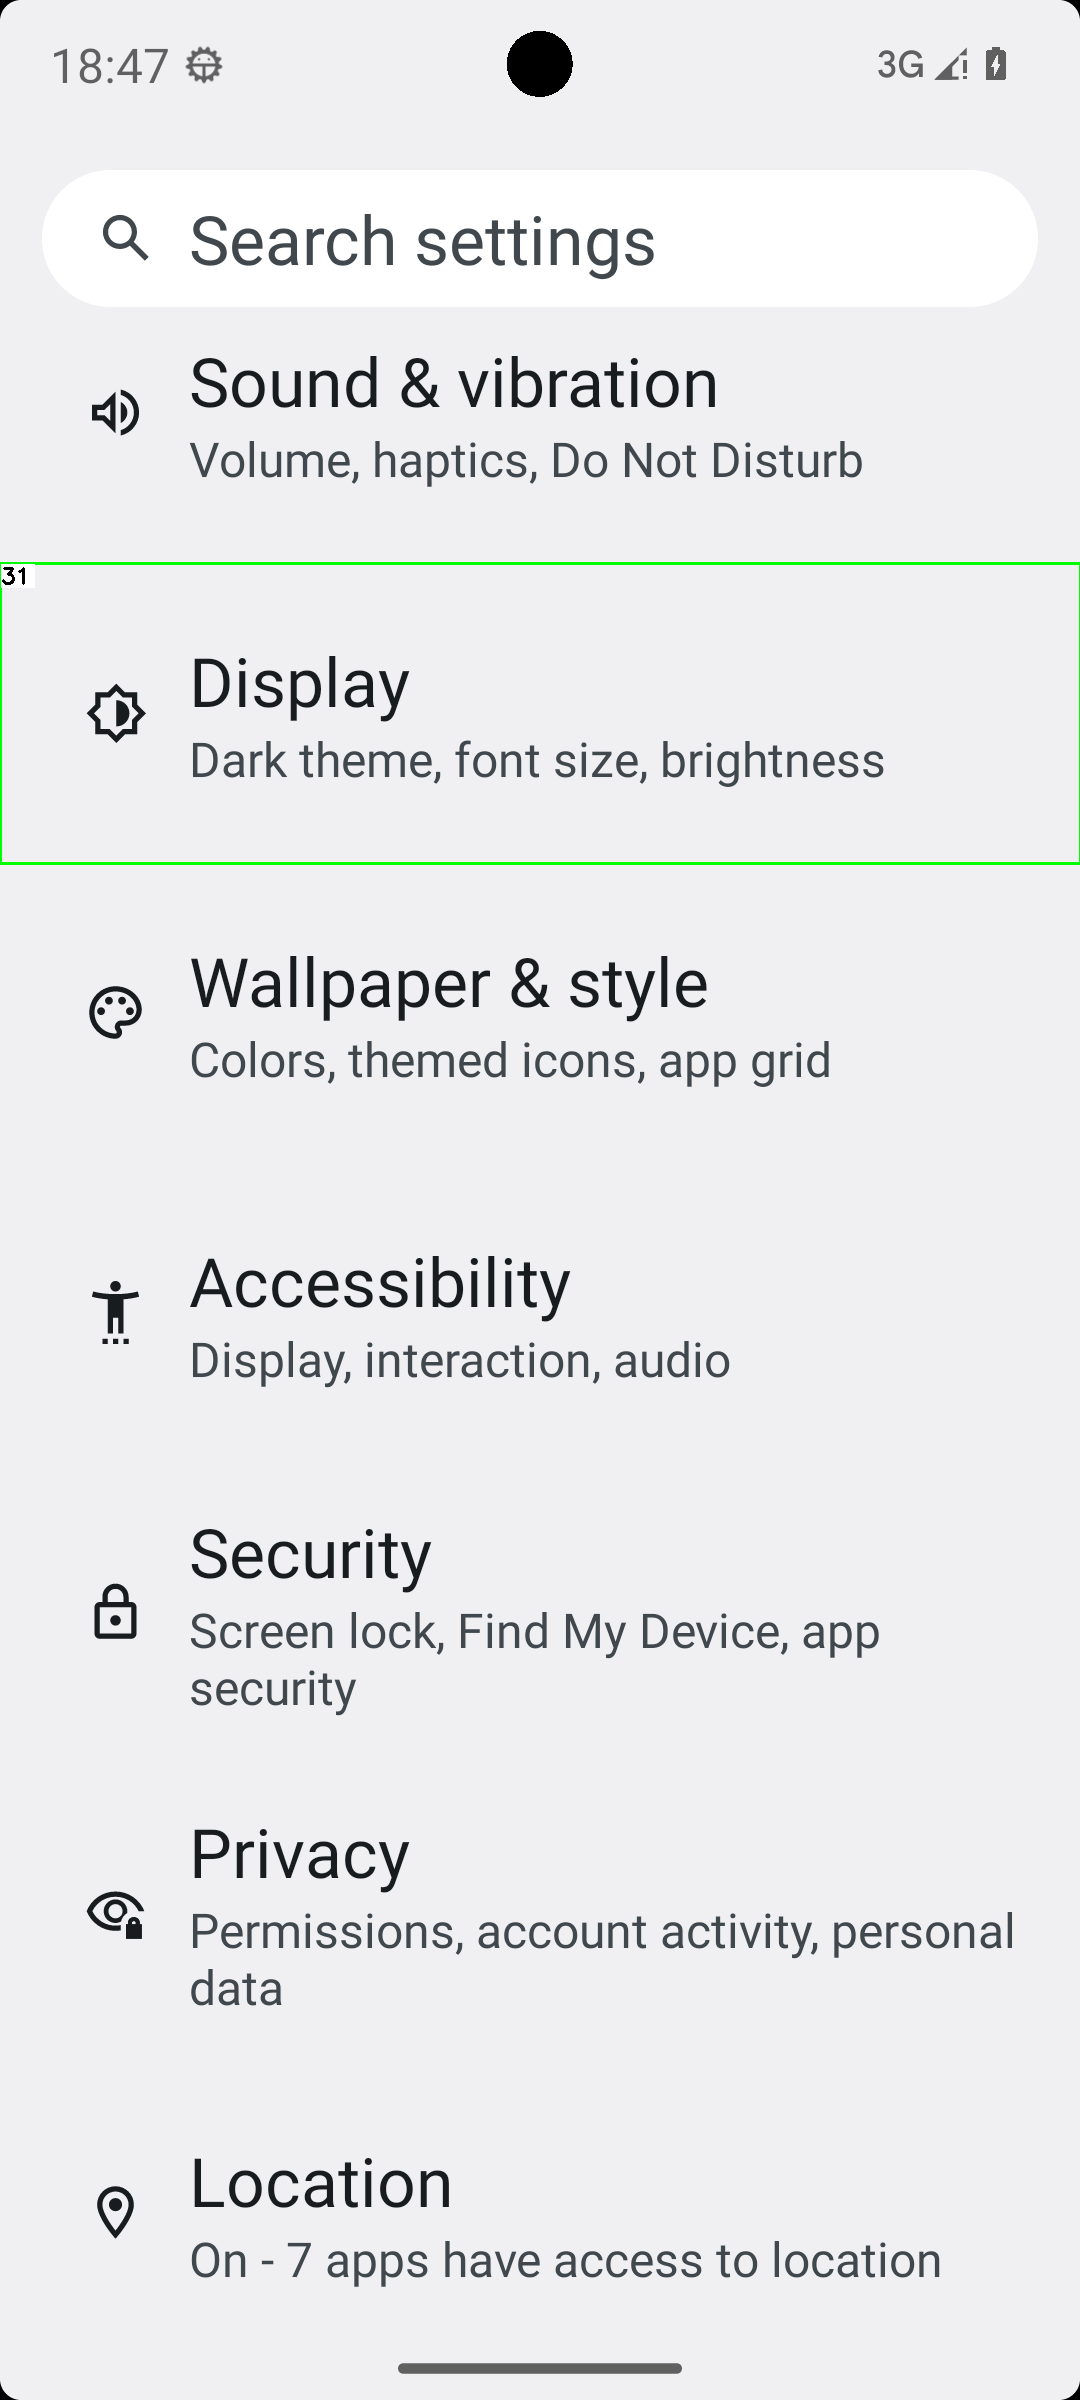 18:47 3G
Search settings
Sound & vibration
Volume, haptics, Do Not Disturb
31
Display
Dark theme, font size, brightness
Wallpaper & style
Colors, themed icons, app grid
Accessibility
Display, interaction, audio
Security
Screen lock, Find My Device, app
security
Privacy
Permissions, account activity, personal
data
Location
On - 7 apps have access to location